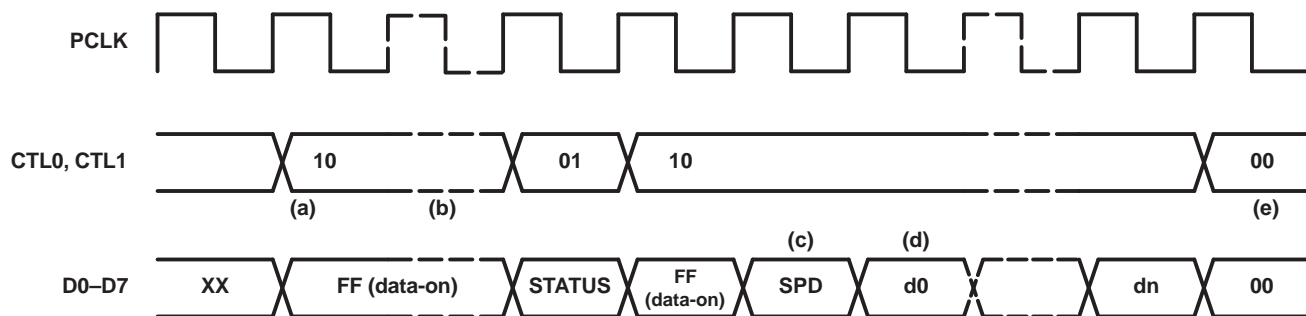 PCLK
CTL0, CTL1
10
01
10
00
(a)
(b)
(e)
(c)
(d)
D0–D7
XX
FF (data-on)
STATUS
FF
(data-on)
SPD
d0
dn
00